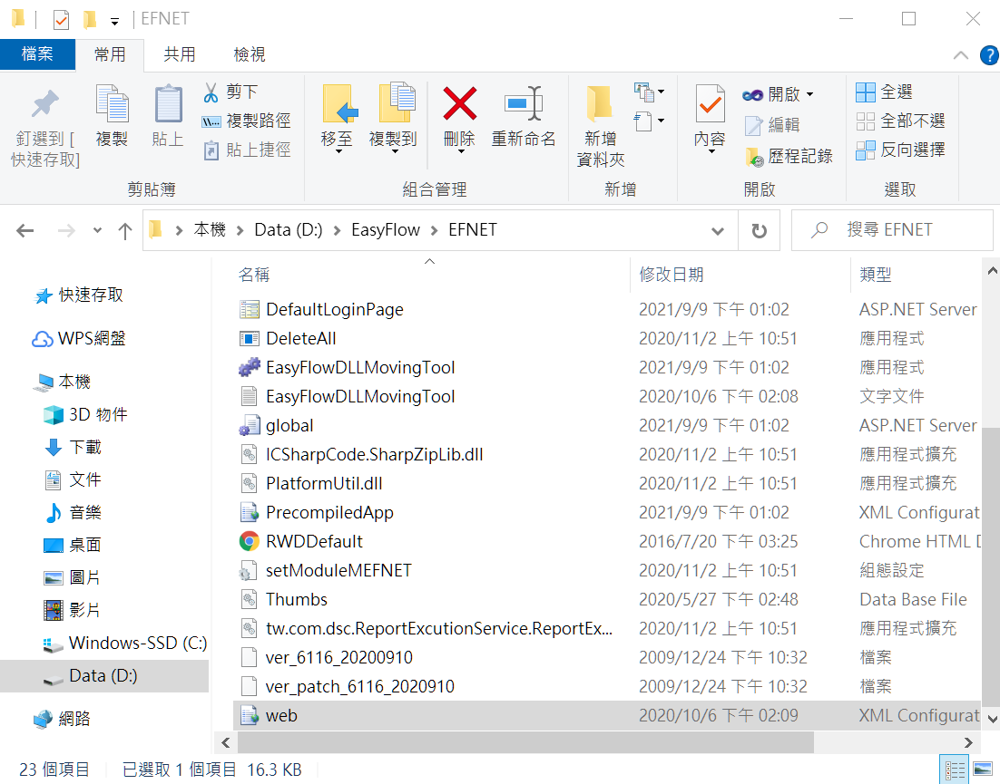 EFNET
檔案 常用 共用 檢視
釘選到 [
快速存取]
複製
貼上
剪下
複製路徑
貼上捷徑
剪貼簿
移至
複製到
刪除
重新命名
組合管理
新增
資料夾
新增
內容
開啟
編輯
歷程記錄
開啟
全選
全部不選
反向選擇
選取
本機 > Data (D:) > EasyFlow > EFNET
搜尋 EFNET
快速存取
WPS網盤
本機
3D 物件
下載
文件
音樂
桌面
圖片
影片
Windows-SSD (C:)
Data (D:)
網路
名稱 修改日期 類型
DefaultLoginPage 2021/9/9 下午 01:02 ASP.NET Server
DeleteAll 2020/11/2 上午 10:51 應用程式
EasyFlowDLLMovingTool 2021/9/9 下午 01:02 應用程式
EasyFlowDLLMovingTool 2020/10/6 下午 02:08 文字文件
global 2021/9/9 下午 01:02 ASP.NET Server
ICSharpCode.SharpZipLib.dll 2020/11/2 上午 10:51 應用程式擴充
PlatformUtil.dll 2020/11/2 上午 10:51 應用程式擴充
PrecompiledApp 2021/9/9 下午 01:02 XML Configurat
RWDDefault 2016/7/20 下午 03:25 Chrome HTML D
setModuleMEFNET 2020/11/2 上午 10:51 組態設定
Thumbs 2020/5/27 下午 02:48 Data Base File
tw.com.dsc.ReportExcutionService.ReportEx... 2020/11/2 上午 10:51 應用程式擴充
ver_6116_20200910 2009/12/24 下午 10:32 檔案
ver_patch_6116_2020910 2009/12/24 下午 10:32 檔案
web 2020/10/6 下午 02:09 XML Configurat
23 個項目 已選取 1 個項目 16.3 KB